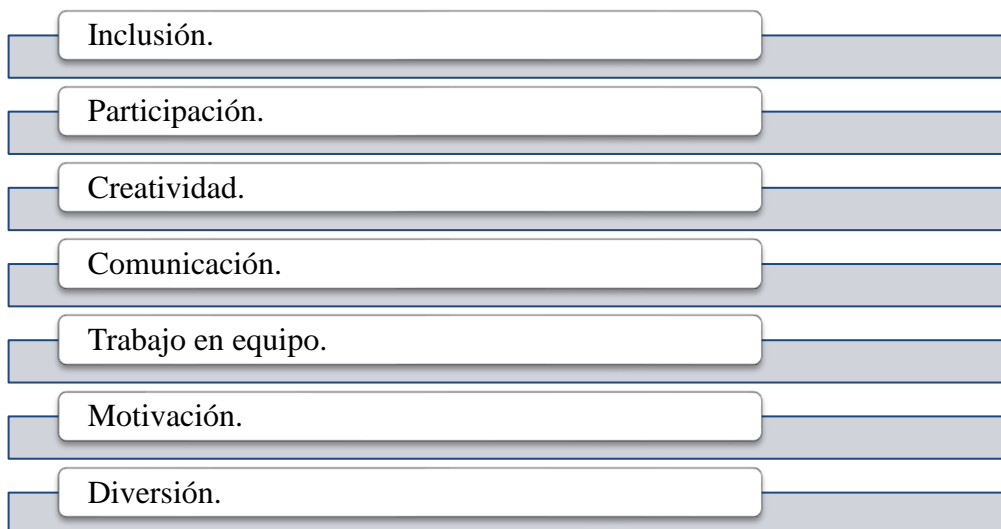 Inclusión.
Participación.
Creatividad.
Comunicación.
Trabajo en equipo.
Motivación.
Diversión.